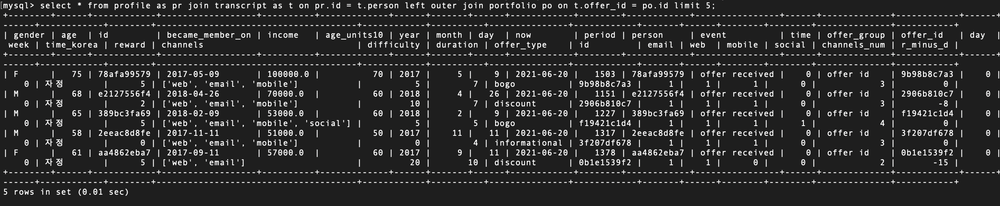 [mysql> select * from profile as pr join transcript as t on pr.id = t.person left outer join portfolio po on t.offer_id = po.id limit 5;
+--------+------+------------+-------------------+----------+-------------+------+-------+------+------------+--------+------------+----------------+------+-------------+------------+------+
------+------------+--------+--------------------------------------+------------+----------+---------------+------------+-------+------+--------+--------+--------------+-----------+
| gender | age  | id         | became_member_on | income   | age_units10 | year | month | day  | now        | period | person     | event          | time | offer_group | offer_id   | day  |
 week | time_korea | reward | channels                             | difficulty | duration | offer_type    | id         | email | web  | mobile | social | channels_num | r_minus_d |
+--------+------+------------+-------------------+----------+-------------+------+-------+------+------------+--------+------------+----------------+------+-------------+------------+------+
------+------------+--------+--------------------------------------+------------+----------+---------------+------------+-------+------+--------+--------+--------------+-----------+
| F      |   75 | 78afa99579 | 2017-05-09       | 100000.0 |          70 | 2017 |     5 |    9 | 2021-06-20 |   1503 | 78afa99579 | offer received |    0 | offer id    | 9b98b8c7a3 |    0 |
    0 | 자정       |      5 | ['web', 'email', 'mobile']           |          5 |        7 | bogo          | 9b98b8c7a3 |     1 |    1 |      1 |      0 |            3 |         0 |
| M      |   68 | e2127556f4 | 2018-04-26       | 70000.0  |          60 | 2018 |     4 |   26 | 2021-06-20 |   1151 | e2127556f4 | offer received |    0 | offer id    | 2906b810c7 |    0 |
    0 | 자정       |      2 | ['web', 'email', 'mobile']           |         10 |        7 | discount      | 2906b810c7 |     1 |    1 |      1 |      0 |            3 |        -8 |
| M      |   65 | 389bc3fa69 | 2018-02-09       | 53000.0  |          60 | 2018 |     2 |    9 | 2021-06-20 |   1227 | 389bc3fa69 | offer received |    0 | offer id    | f19421c1d4 |    0 |
    0 | 자정       |      5 | ['web', 'email', 'mobile', 'social'] |          5 |        5 | bogo          | f19421c1d4 |     1 |    1 |      1 |      1 |            4 |         0 |
| M      |   58 | 2eeac8d8fe | 2017-11-11       | 51000.0  |          50 | 2017 |    11 |   11 | 2021-06-20 |   1317 | 2eeac8d8fe | offer received |    0 | offer id    | 3f207df678 |    0 |
    0 | 자정       |      0 | ['web', 'email', 'mobile']           |          0 |        4 | informational | 3f207df678 |     1 |    1 |      1 |      0 |            3 |         0 |
| F      |   61 | aa4862eba7 | 2017-09-11       | 57000.0  |          60 | 2017 |     9 |   11 | 2021-06-20 |   1378 | aa4862eba7 | offer received |    0 | offer id    | 0b1e1539f2 |    0 |
    0 | 자정       |      5 | ['web', 'email']                     |         20 |       10 | discount      | 0b1e1539f2 |     1 |    1 |      0 |      0 |            2 |       -15 |
+--------+------+------------+-------------------+----------+-------------+------+-------+------+------------+--------+------------+----------------+------+-------------+------------+------+
------+------------+--------+--------------------------------------+------------+----------+---------------+------------+-------+------+--------+--------+--------------+-----------+
5 rows in set (0.01 sec)